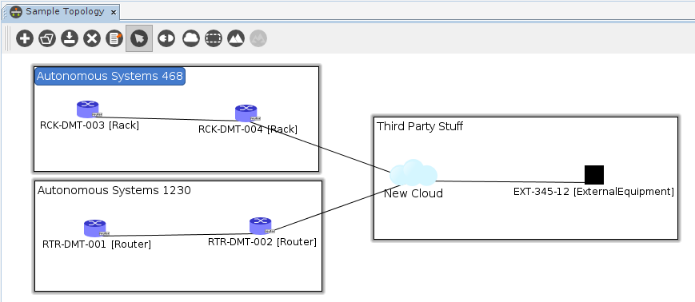 Sample Topology
Autonomous Systems 468
RCK-DMT-003 [Rack]
RCK-DMT-004 [Rack]
Third Party Stuff
New Cloud
EXT-345-12 [ExternalEquipment]
Autonomous Systems 1230
RTR-DMT-001 [Router]
RTR-DMT-002 [Router]